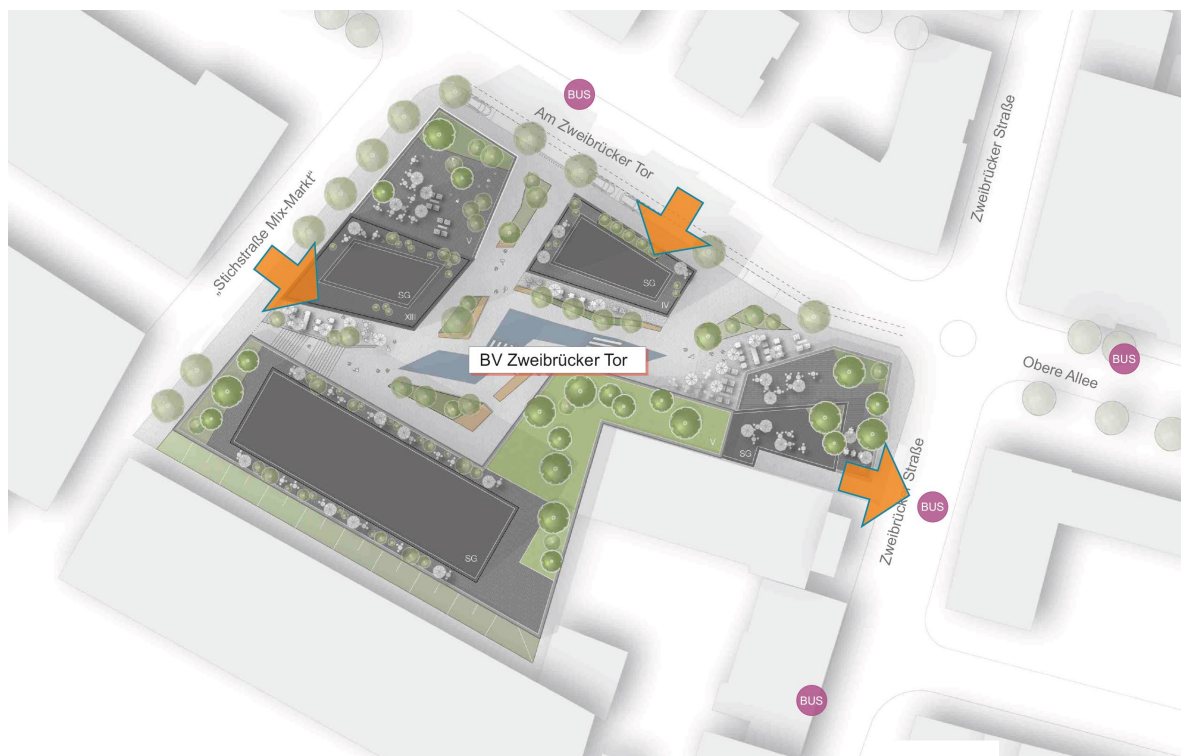 BUS
Am Zweibrücker Tor
Zweibrücker Straße
„Stichstraße Mix-Markt“
V
SG
XIII
SG
IV
BV Zweibrücker Tor
BUS
Obere Allee
V
SG
Zweibrücker Straße
BUS
SG
BUS